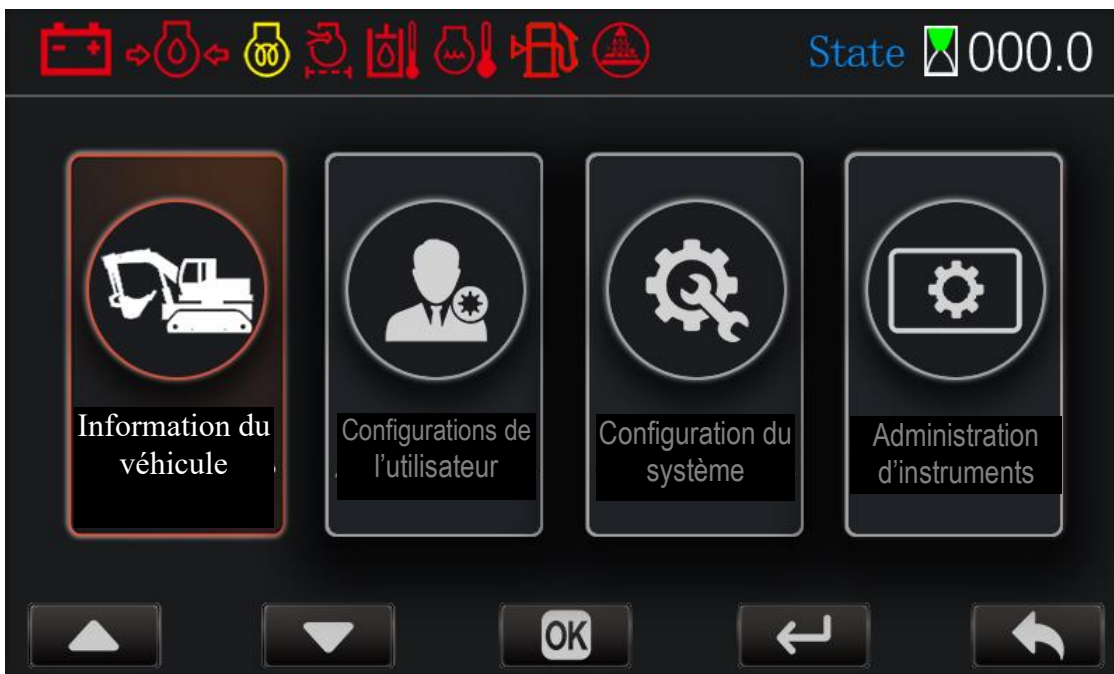 State 000.0
Information du
véhicule
Configurations de
l’utilisateur
Configuration du
système
Administration
d’instruments
OK